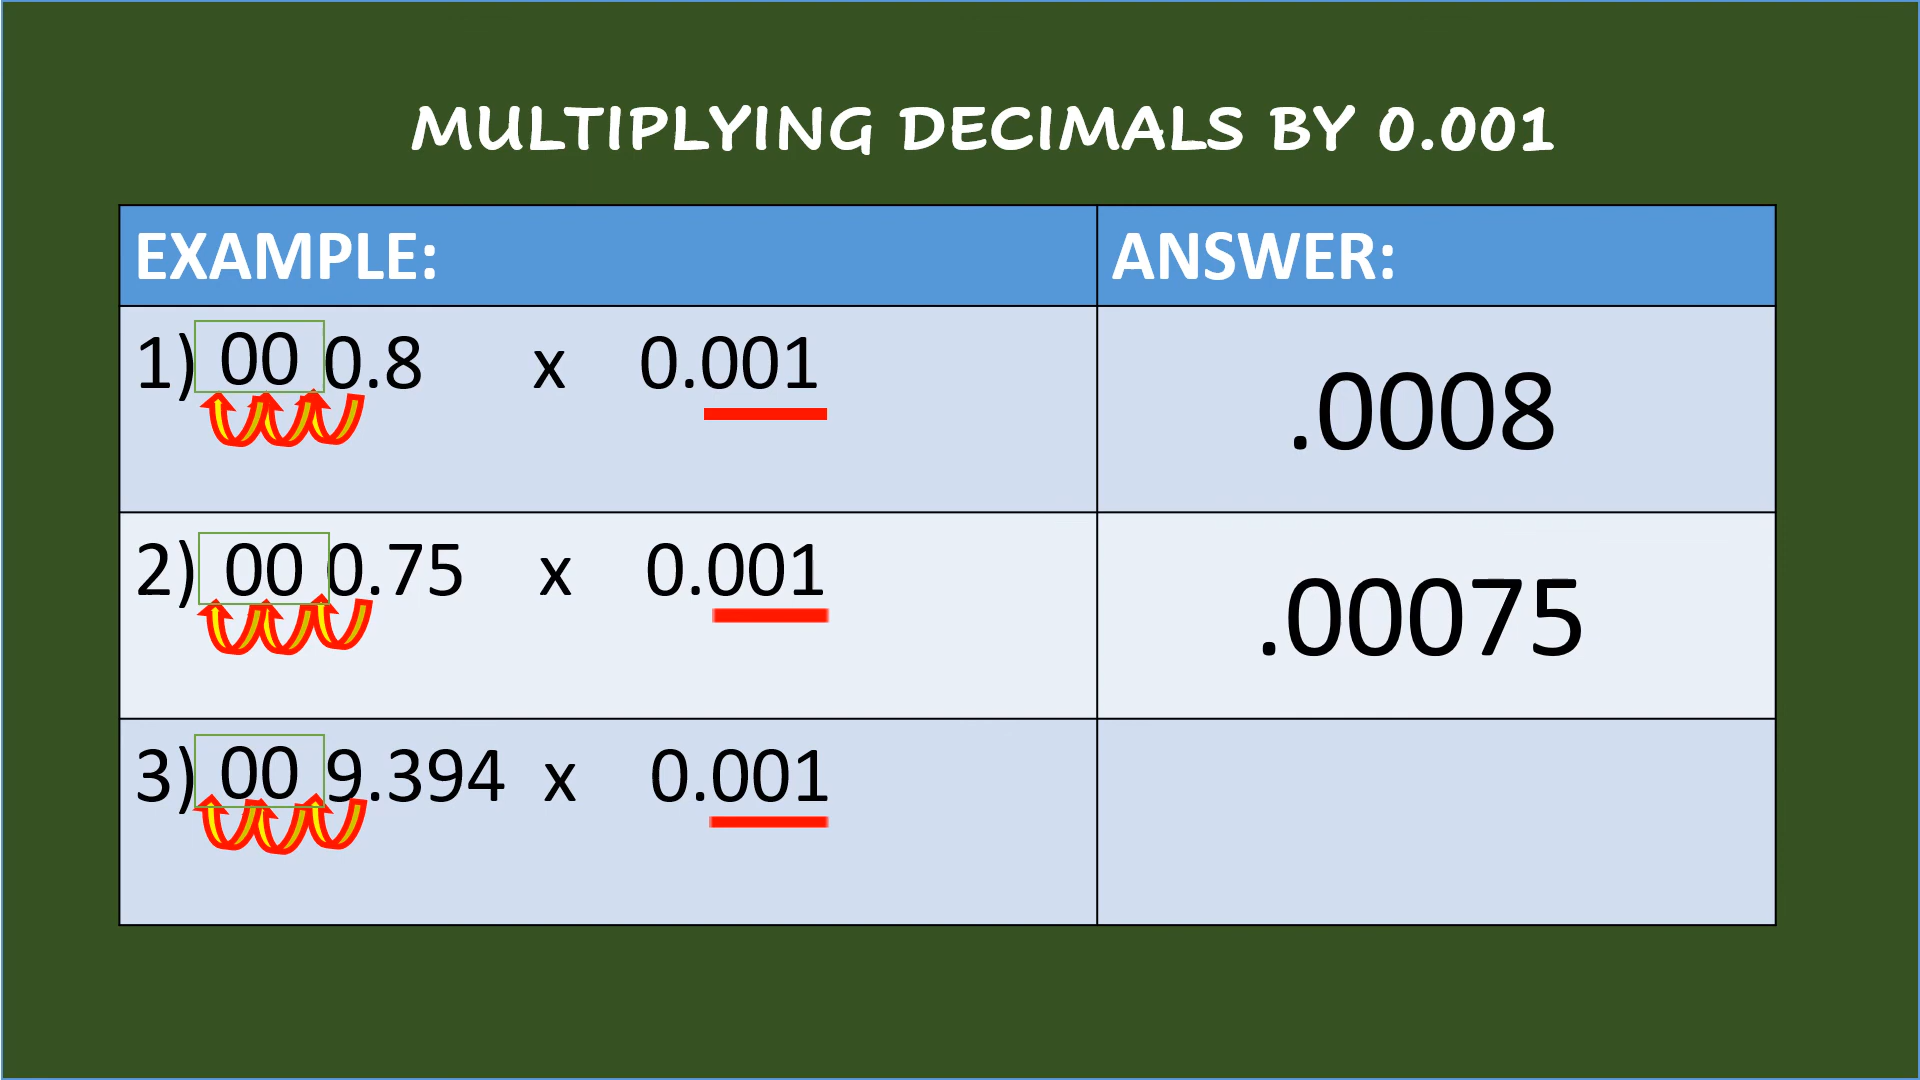 MULTIPLYING DECIMALS BY 0.001
EXAMPLE: ANSWER:
1) 00 0.8 x 0.001 .0008
2) 00 0.75 x 0.001 .00075
3) 00 9.394 x 0.001